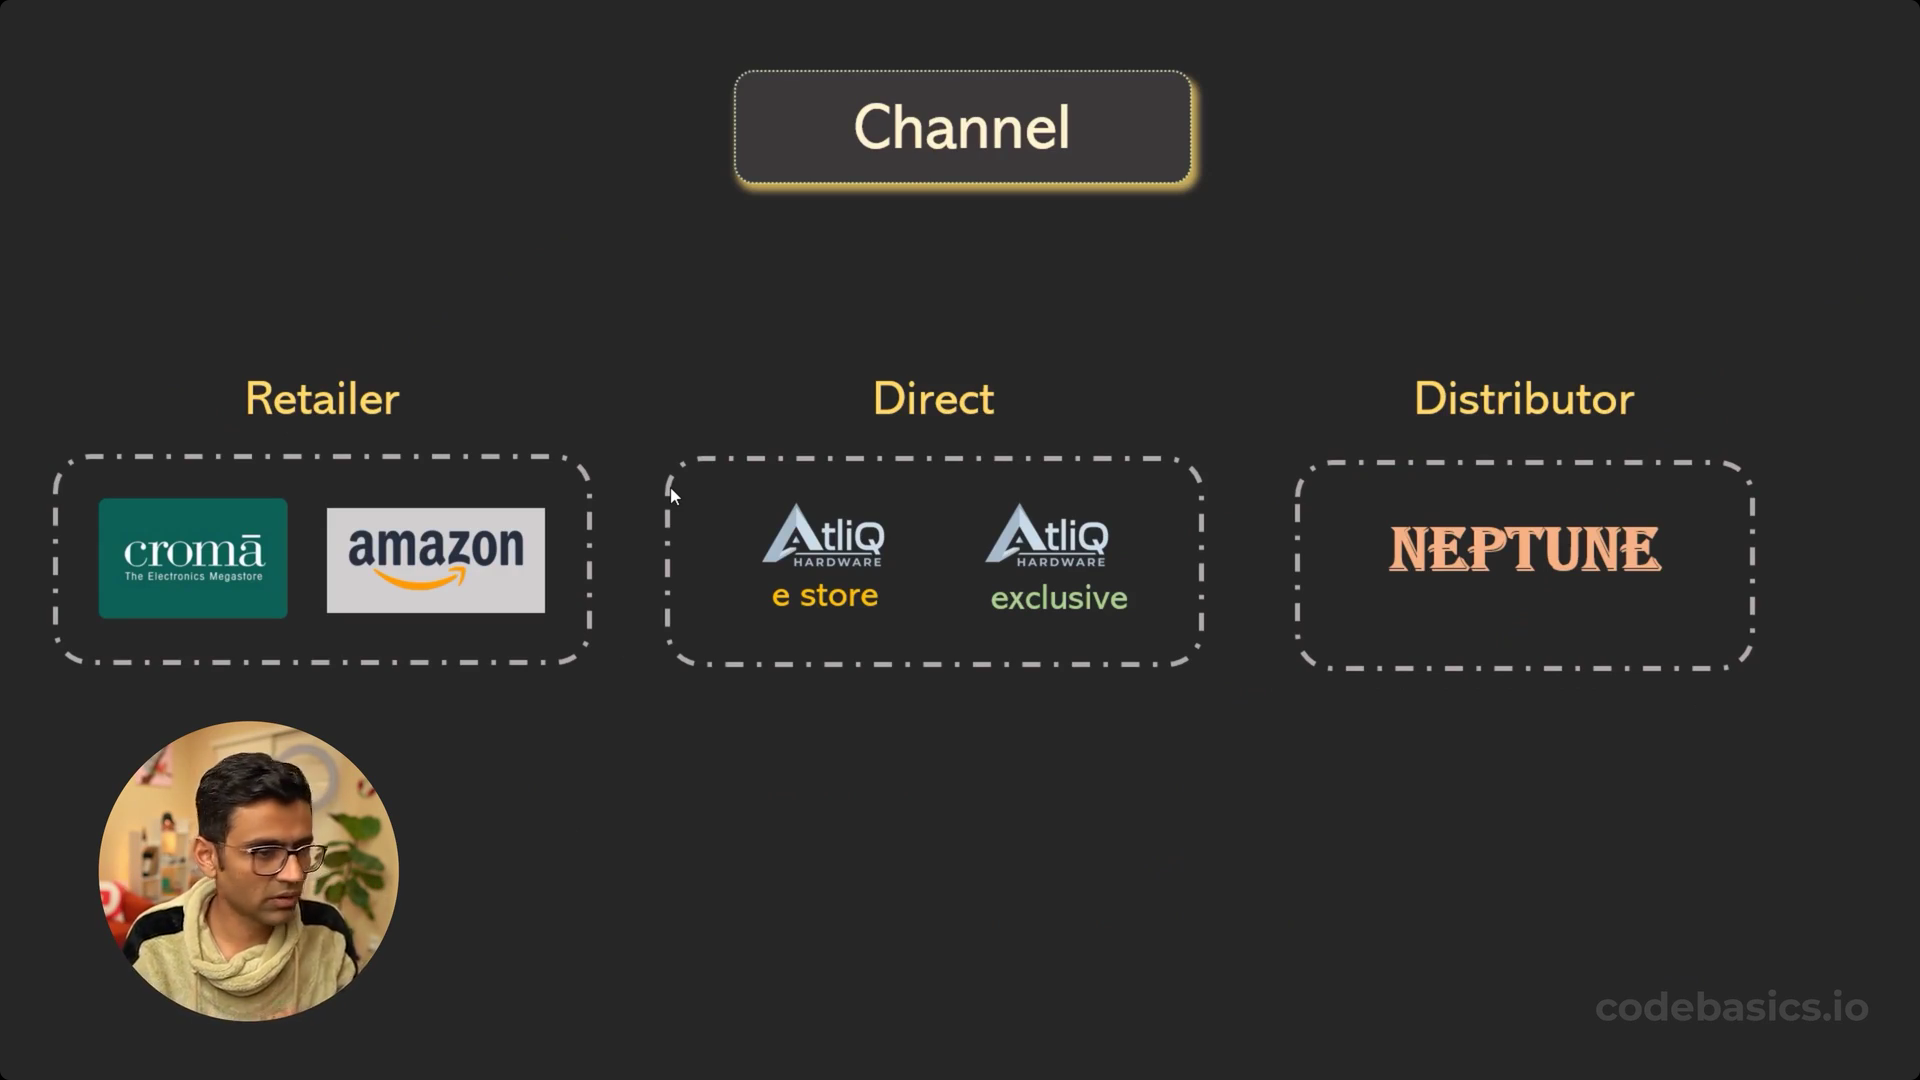 Channel
Retailer
Direct
Distributor
cromā
The Electronics Megastore
amazon
AtliQ
HARDWARE
e store
AtliQ
HARDWARE
exclusive
NEPTUNE
codebasics.io